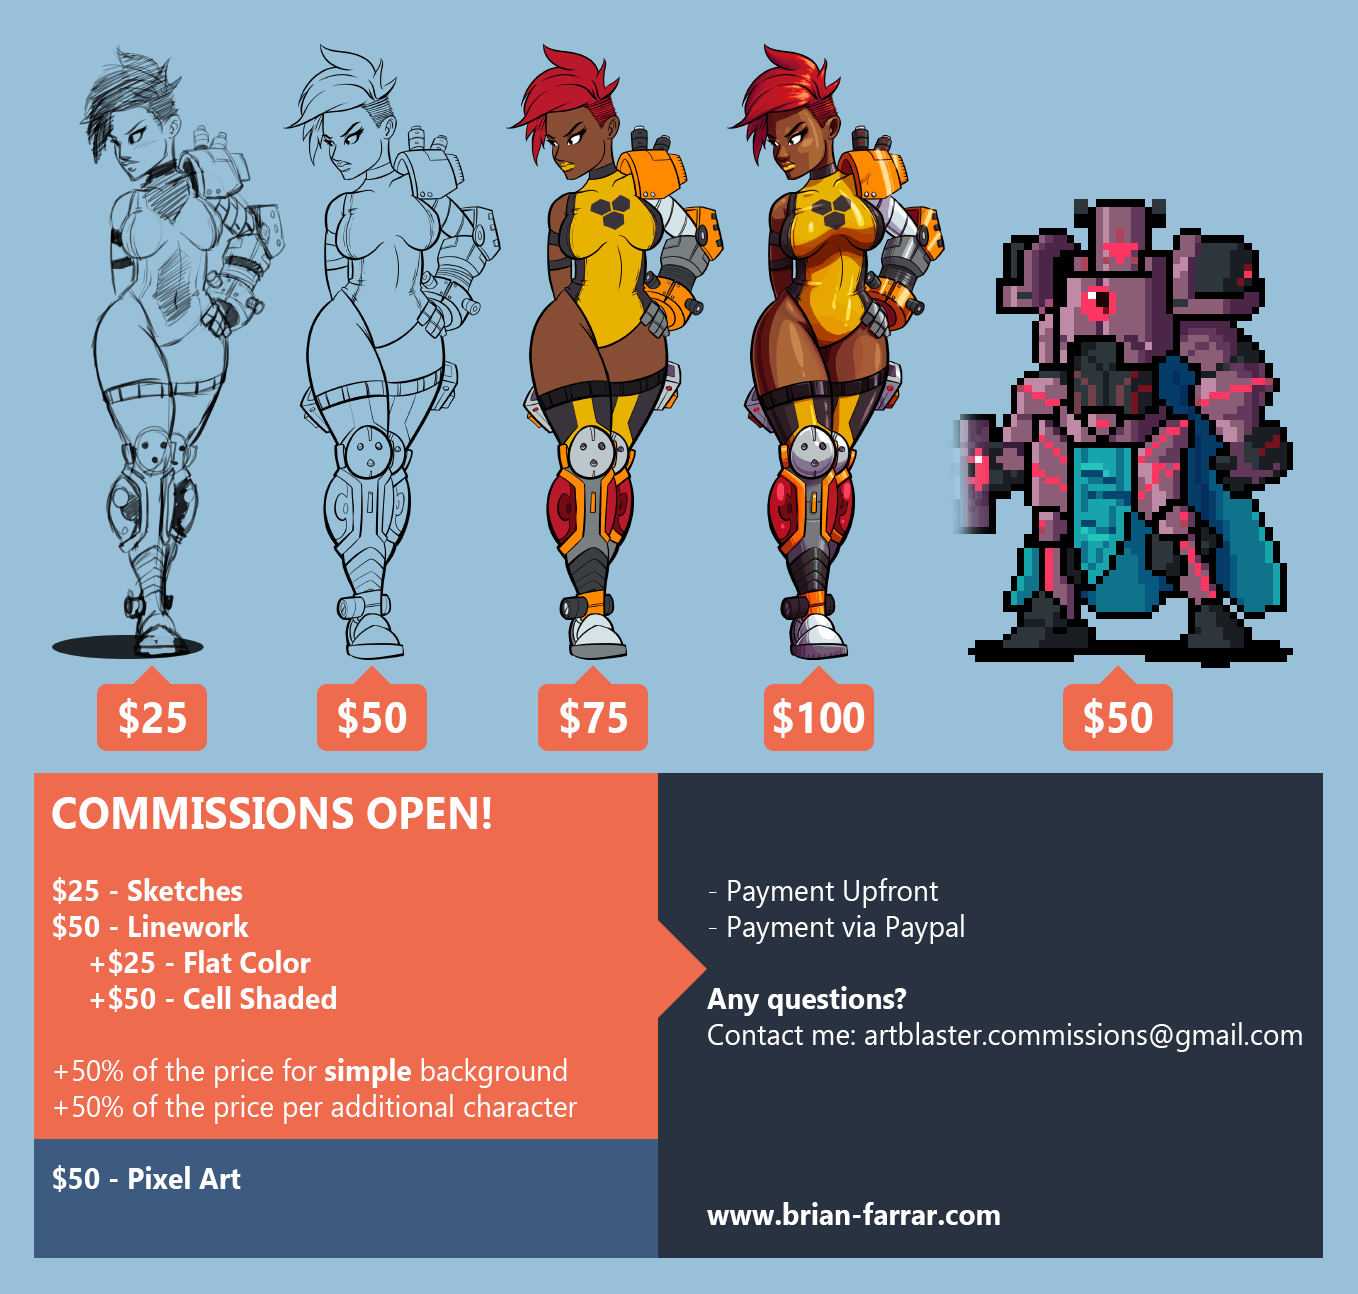 $25
$50
$75
$100
$50
COMMISSIONS OPEN!
$25 - Sketches
$50 - Linework
+$25 - Flat Color
+$50 - Cell Shaded
+50% of the price for simple background
+50% of the price per additional character
$50 - Pixel Art
- Payment Upfront
- Payment via Paypal
Any questions?
Contact me: artblaster.commissions@gmail.com
www.brian-farrar.com